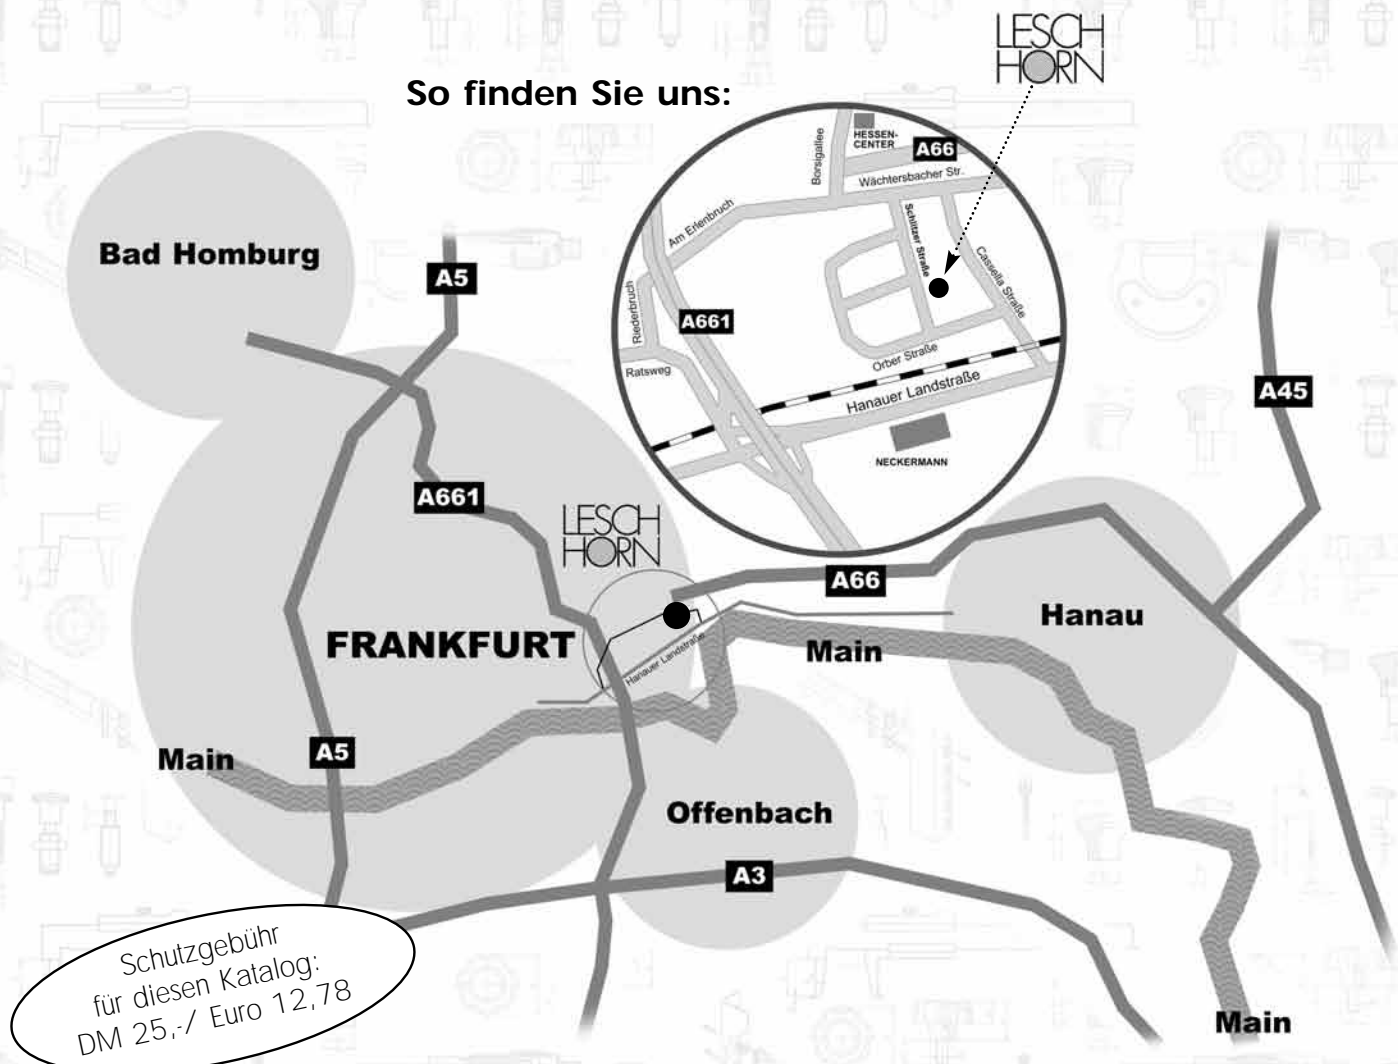 LESCH
HORN
So finden Sie uns:
HESSEN-
CENTER
Borsigallee
A66
Wächtersbacher Str.
Am Erlenbruch
Schlitzer Straße
Cassella Straße
Riederbruch
A661
Ratsweg
Orber Straße
Hanauer Landstraße
NECKERMANN
Bad Homburg
A5
A45
A661
LESCH
HORN
A66
Hanau
FRANKFURT
Hanauer Landstraße
Main
Main
A5
Offenbach
A3
Schutzgebühr
für diesen Katalog:
DM 25,-/ Euro 12,78
Main